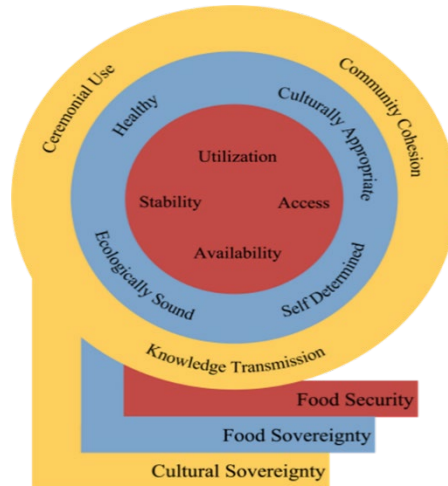 Ceremonial Use
Community Cohesion
Healthy
Culturally Appropriate
Utilization
Stability
Access
Availability
Ecologically Sound
Self Determined
Knowledge Transmission
Food Security
Food Sovereignty
Cultural Sovereignty